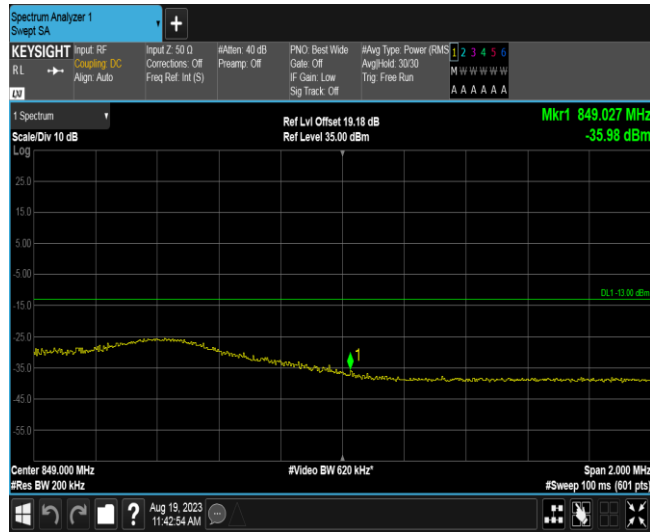 Spectrum Analyzer 1
Swept SA
KEYSIGHT
RL
LXI
Input: RF
Coupling: DC
Align: Auto
Input Z: 50 Ω
Corrections: Off
Freq Ref: Int (S)
#Atten: 40 dB
Preamp: Off
PNO: Best Wide
Gate: Off
IF Gain: Low
Sig Track: Off
#Avg Type: Power (RMS
Avg|Hold: 30/30
Trig: Free Run
1 2 3 4 5 6
M W W W W W
A A A A A A
1 Spectrum
Scale/Div 10 dB
Log
Ref Lvl Offset 19.18 dB
Ref Level 35.00 dBm
Mkr1 849.027 MHz
-35.98 dBm
25.0
15.0
5.00
-5.00
DL1 -13.00 dBm
-15.0
-25.0
1
-35.0
-45.0
-55.0
Center 849.000 MHz
#Res BW 200 kHz
#Video BW 620 kHz*
Span 2.000 MHz
#Sweep 100 ms (601 pts)
?
Aug 19, 2023
11:42:54 AM